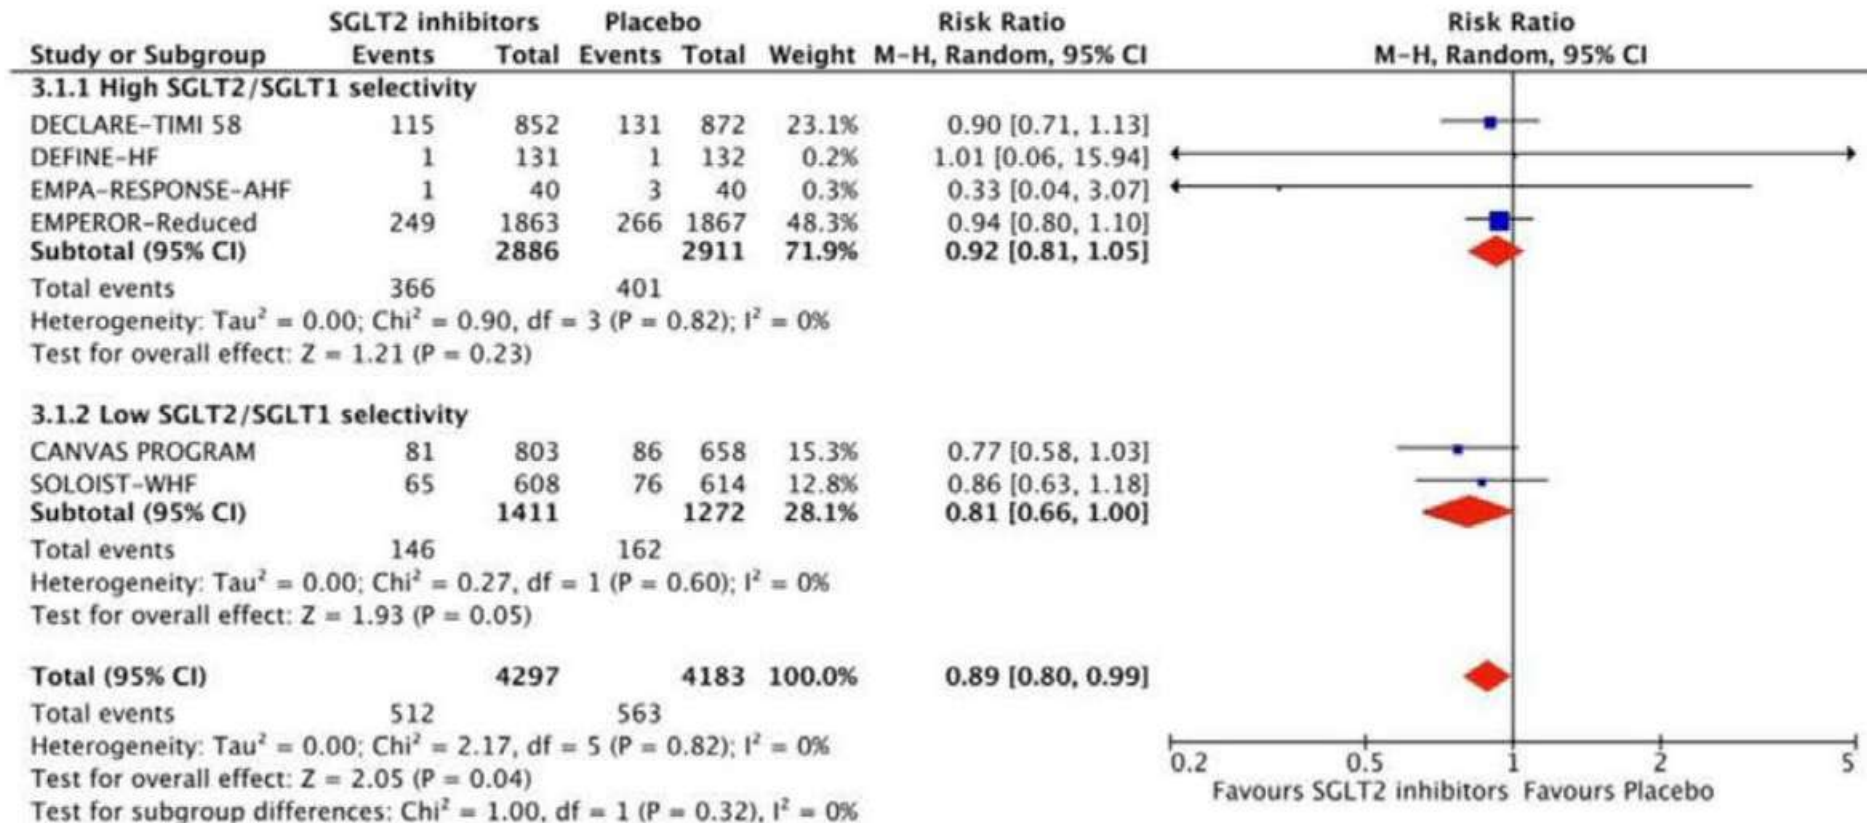 SGLT2 inhibitors Placebo Risk Ratio Risk Ratio
Study or Subgroup Events Total Events Total Weight M-H, Random, 95% CI M-H, Random, 95% CI
3.1.1 High SGLT2/SGLT1 selectivity
DECLARE-TIMI 58 115 852 131 872 23.1% 0.90 [0.71, 1.13]
DEFINE-HF 1 131 1 132 0.2% 1.01 [0.06, 15.94]
EMPA-RESPONSE-AHF 1 40 3 40 0.3% 0.33 [0.04, 3.07]
EMPEROR-Reduced 249 1863 266 1867 48.3% 0.94 [0.80, 1.10]
Subtotal (95% CI) 2886 2911 71.9% 0.92 [0.81, 1.05]
Total events 366 401
Heterogeneity: Tau² = 0.00; Chi² = 0.90, df = 3 (P = 0.82); I² = 0%
Test for overall effect: Z = 1.21 (P = 0.23)
3.1.2 Low SGLT2/SGLT1 selectivity
CANVAS PROGRAM 81 803 86 658 15.3% 0.77 [0.58, 1.03]
SOLOIST-WHF 65 608 76 614 12.8% 0.86 [0.63, 1.18]
Subtotal (95% CI) 1411 1272 28.1% 0.81 [0.66, 1.00]
Total events 146 162
Heterogeneity: Tau² = 0.00; Chi² = 0.27, df = 1 (P = 0.60); I² = 0%
Test for overall effect: Z = 1.93 (P = 0.05)
Total (95% CI) 4297 4183 100.0% 0.89 [0.80, 0.99]
Total events 512 563
Heterogeneity: Tau² = 0.00; Chi² = 2.17, df = 5 (P = 0.82); I² = 0%
Test for overall effect: Z = 2.05 (P = 0.04)
Test for subgroup differences: Chi² = 1.00, df = 1 (P = 0.32), I² = 0%
0.2 0.5 1 2 5
Favours SGLT2 inhibitors Favours Placebo